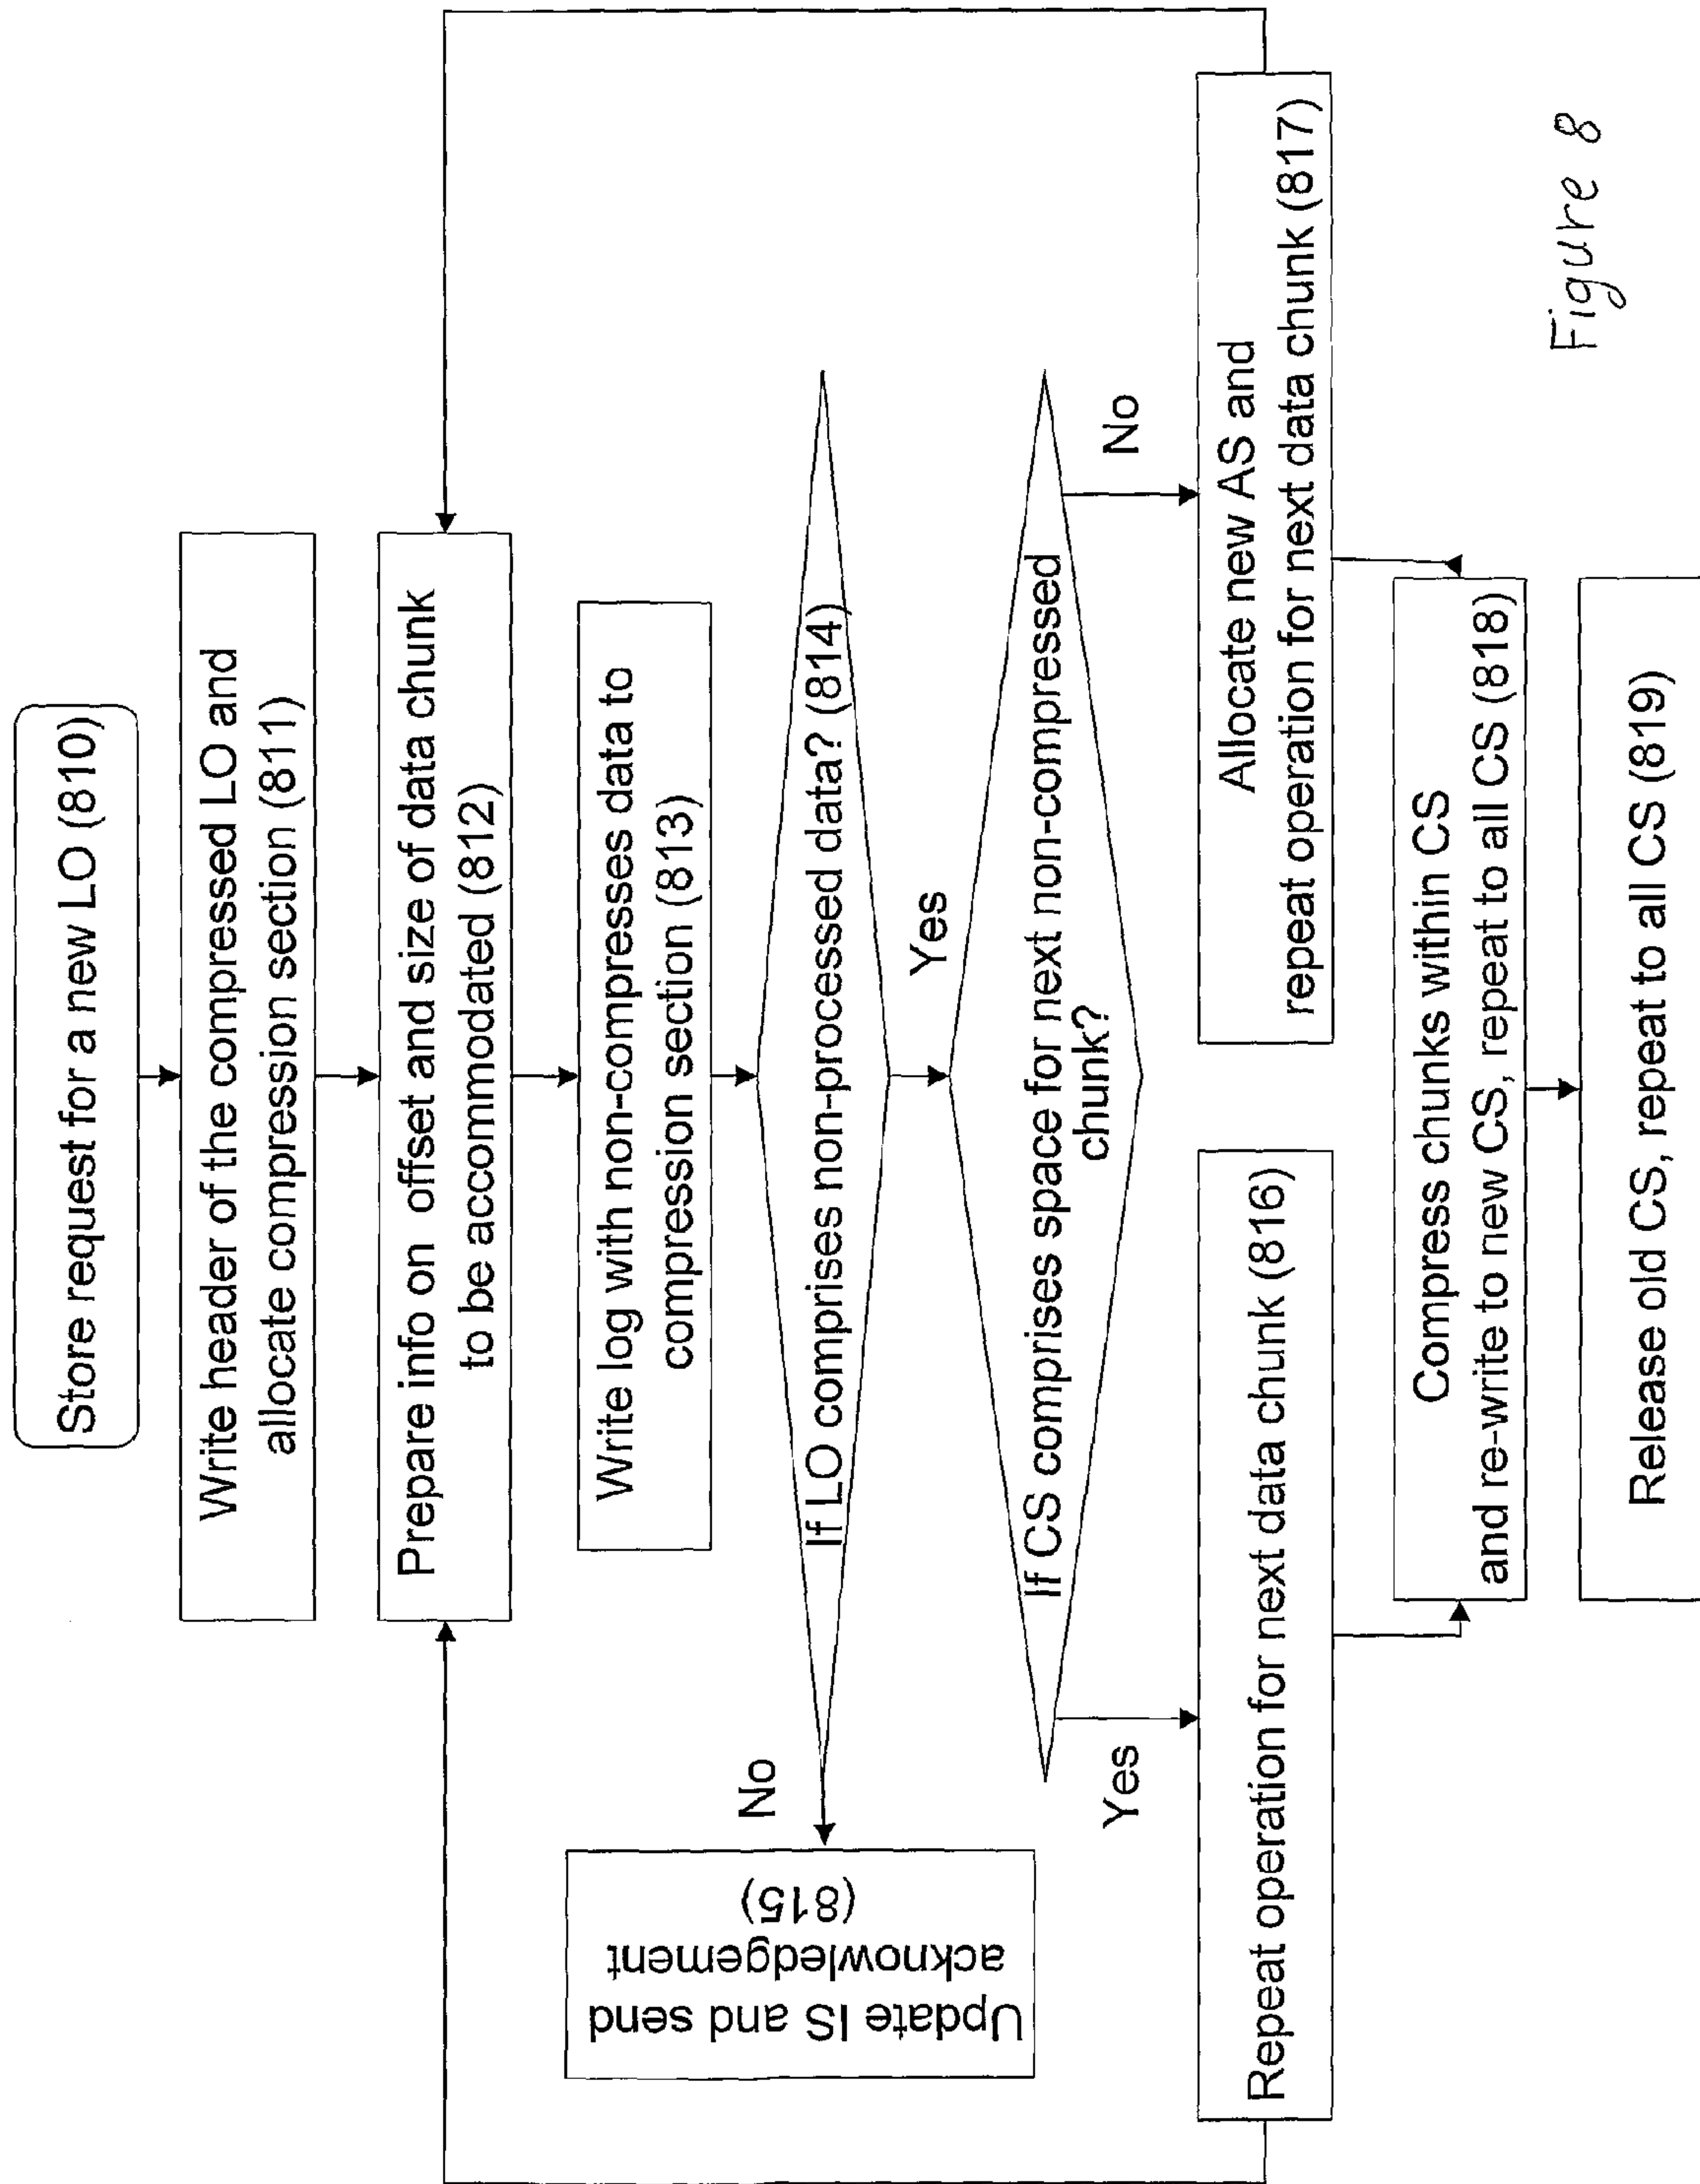 Store request for a new LO (810)
Write header of the compressed LO and
allocate compression section (811)
Prepare info on offset and size of data chunk
to be accommodated (812)
Write log with non-compresses data to
compression section (813)
If LO comprises non-processed data? (814)
No
Update IS and send
acknowledgement
(815)
Yes
If CS comprises space for next non-compressed
chunk?
Yes
No
Repeat operation for next data chunk (816)
Allocate new AS and
repeat operation for next data chunk (817)
Compress chunks within CS
and re-write to new CS, repeat to all CS (818)
Release old CS, repeat to all CS (819)
Figure 8